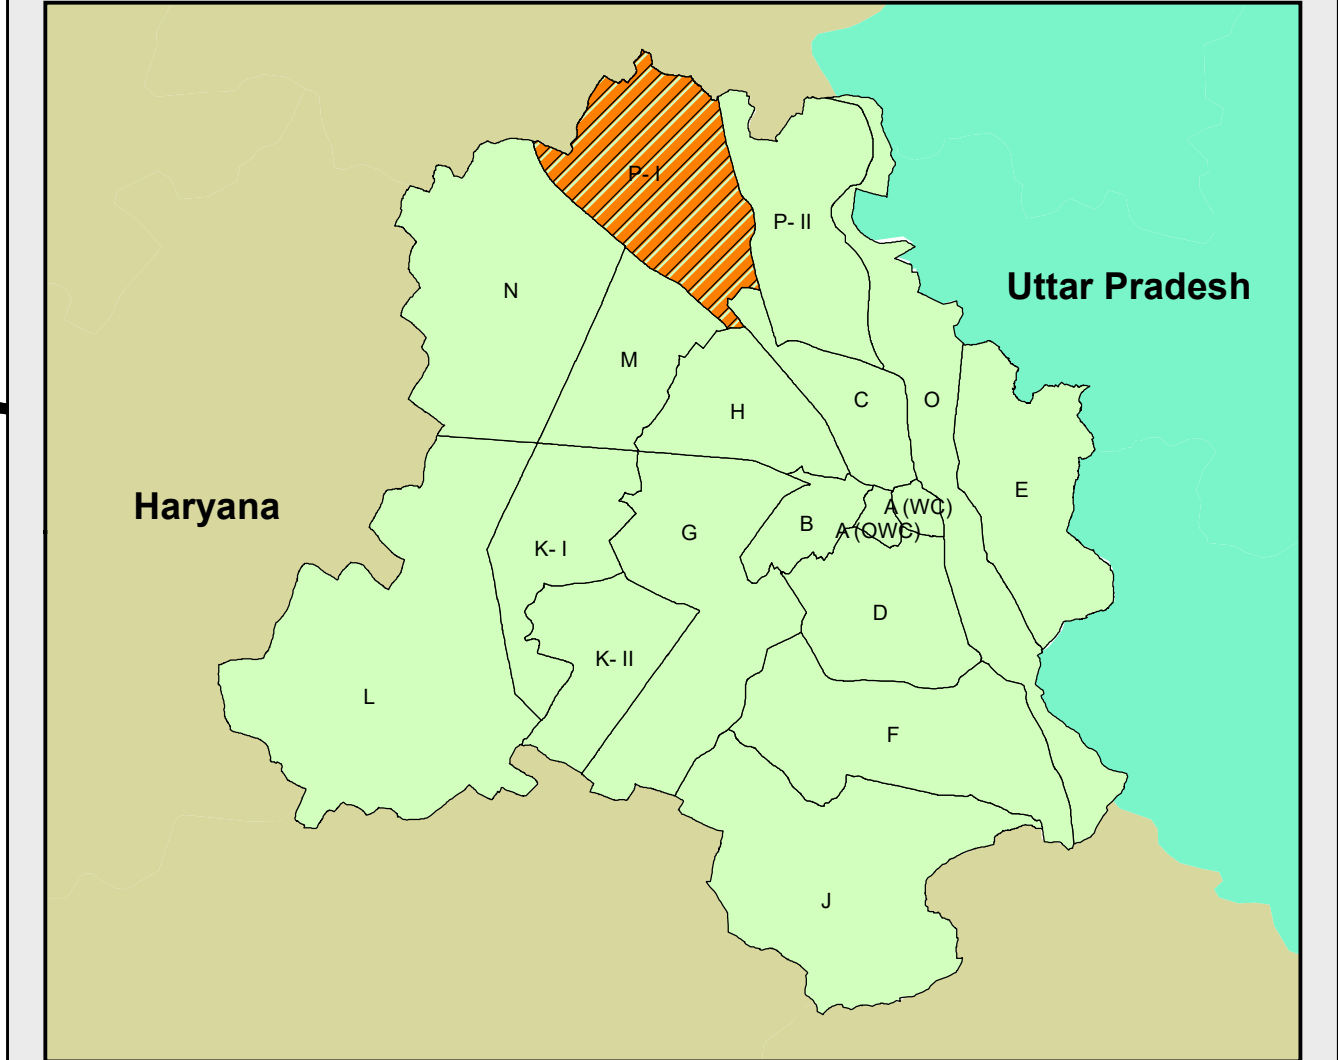 P- I
P- II
Uttar Pradesh
N
M
C
O
H
E
Haryana
A (WC)
B
A (OWC)
G
K- I
D
K- II
L
F
J